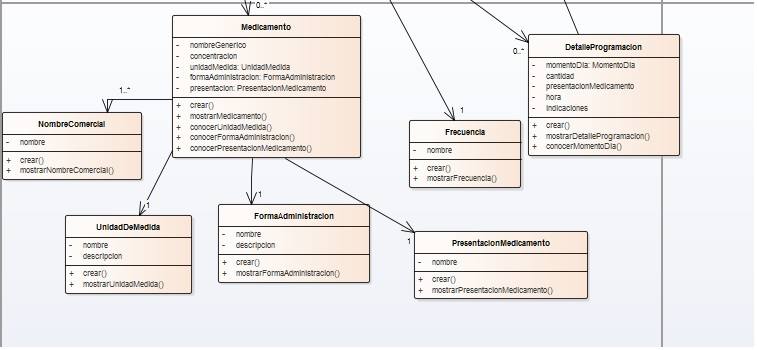 0..*
Medicamento
- nombreGenerico
- concentracion
- unidadMedida: UnidadMedida
- formaAdministracion: FormaAdministracion
- presentacion: PresentacionMedicamento
+ crear()
+ mostrarMedicamento()
+ conocerUnidadMedida()
+ conocerFormaAdministracion()
+ conocerPresentacionMedicamento()
0..*
DetalleProgramacion
- momentoDia: MomentoDia
- cantidad
- presentacionMedicamento
- hora
- indicaciones
+ crear()
+ mostrarDetalleProgramacion()
+ conocerMomentoDia()
1..*
NombreComercial
- nombre
+ crear()
+ mostrarNombreComercial()
1
Frecuencia
- nombre
+ crear()
+ mostrarFrecuencia()
1
UnidadDeMedida
- nombre
- descripcion
+ crear()
+ mostrarUnidadMedida()
1
FormaAdministracion
- nombre
- descripcion
+ crear()
+ mostrarFormaAdministracion()
1
PresentacionMedicamento
- nombre
+ crear()
+ mostrarPresentacionMedicamento()